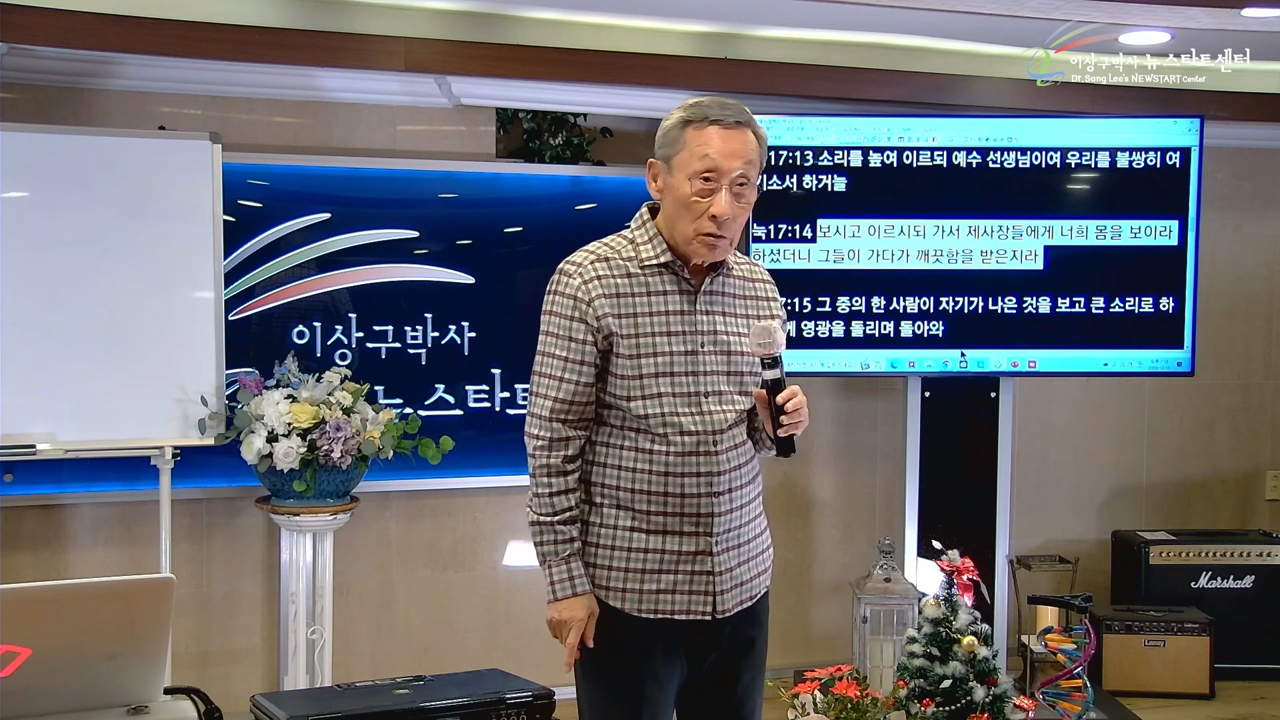 이상구박사 뉴스타트센터
Dr. Sang Lee's NEWSTART Center
17:13 소리를 높여 이르되 예수 선생님이여 우리를 불쌍히 여
기소서 하거늘
눅17:14 보시고 이르시되 가서 제사장들에게 너희 몸을 보이라
하셨더니 그들이 가다가 깨끗함을 받은지라
7:15 그 중의 한 사람이 자기가 나은 것을 보고 큰 소리로 하
께 영광을 돌리며 돌아와
이상구박사
뉴스타트
Marshall
Laney